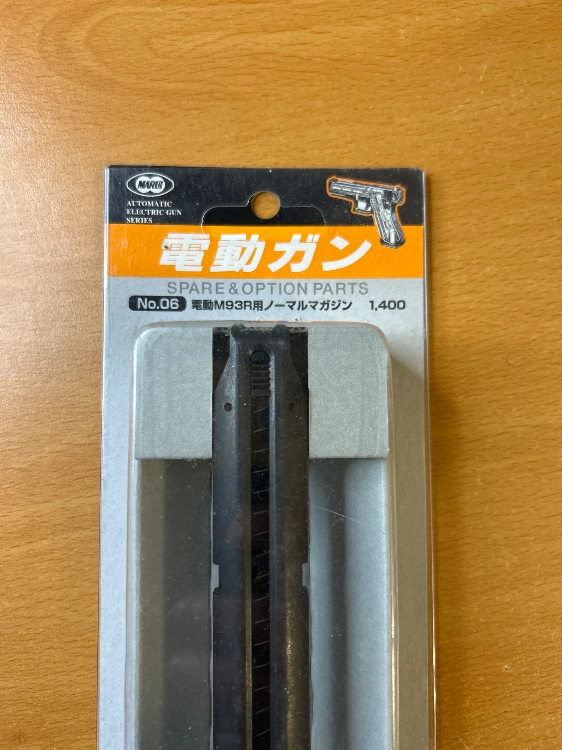 MARUI
AUTOMATIC
ELECTRIC GUN
SERIES
電動ガン
SPARE & OPTION PARTS
No.06 電動M93R用ノーマルマガジン 1,400